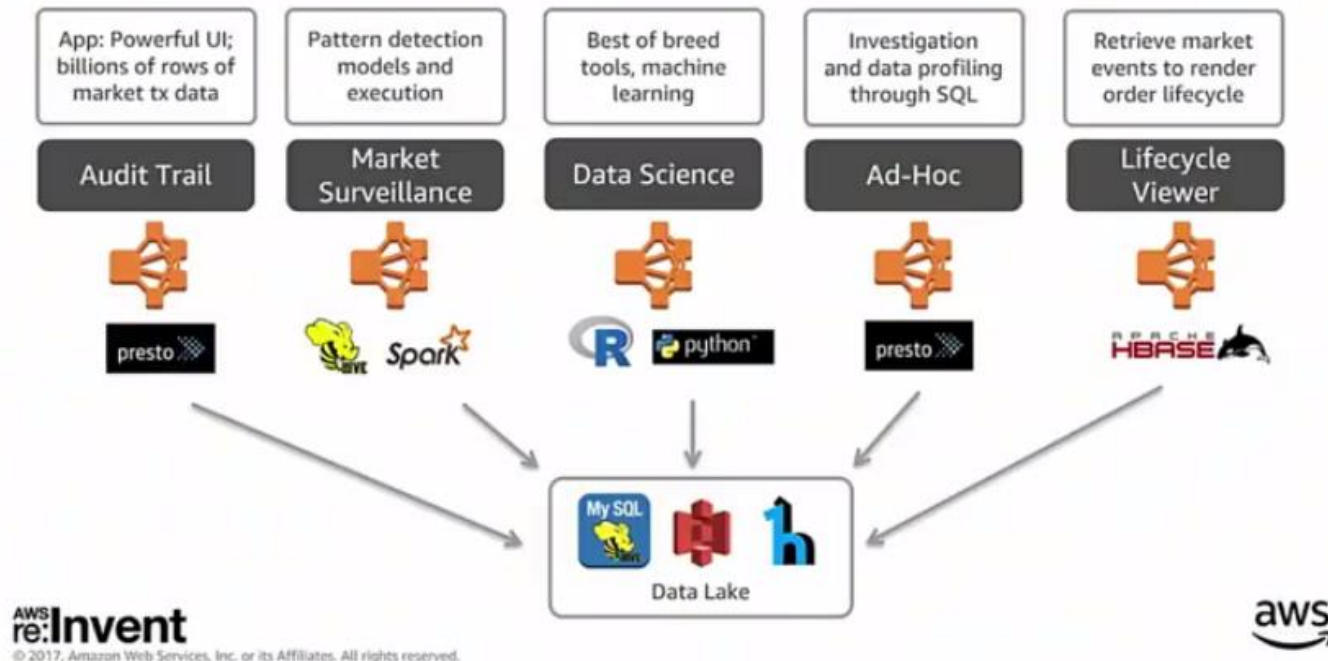 App: Powerful UI;
billions of rows of
market tx data
Pattern detection
models and
execution
Best of breed
tools, machine
learning
Investigation
and data profiling
through SQL
Retrieve market
events to render
order lifecycle
Audit Trail
Market
Surveillance
Data Science
Ad-Hoc
Lifecycle
Viewer
presto
HIVE
Spark
R
python
presto
APACHE
HBASE
My SQL
HIVE
h
Data Lake
AWS
re:Invent
© 2017, Amazon Web Services, Inc. or its Affiliates. All rights reserved.
aws